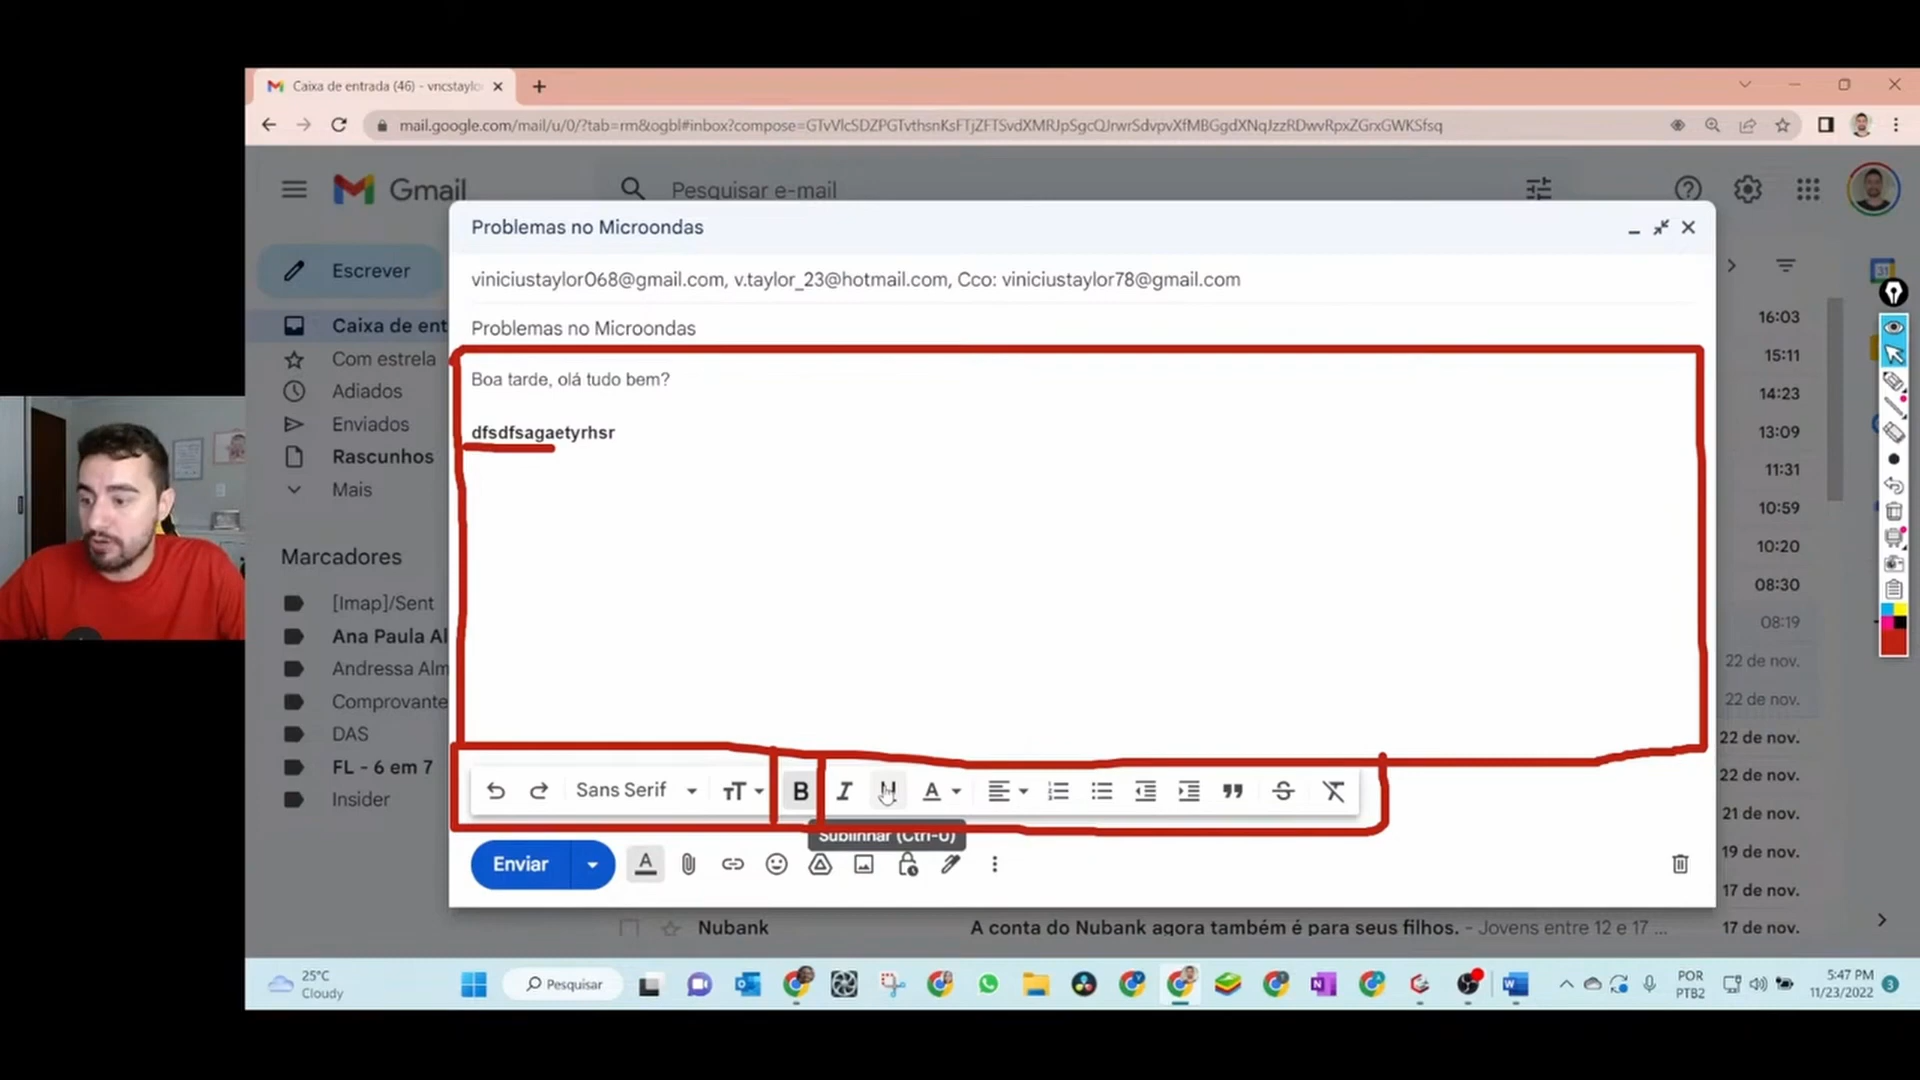 Caixa de entrada (46) - vncstaylo
mail.google.com/mail/u/0/?tab=rm&ogbl#inbox?compose=GTvVlcSDZPGTvthsnKsFTjZFTSvdXMRJpSgcQJrwrSdvpvXfMBGgdXNqJzzRDwvRpxZGrxGWKSfsq
Gmail
Pesquisar e-mail
Escrever
Caixa de ent
Com estrela
Adiados
Enviados
Rascunhos
Mais
Marcadores
[Imap]/Sent
Ana Paula Al
Andressa Alm
Comprovante
DAS
FL - 6 em 7
Insider
Problemas no Microondas
viniciustaylor068@gmail.com, v.taylor_23@hotmail.com, Cco: viniciustaylor78@gmail.com
Problemas no Microondas
Boa tarde, olá tudo bem?
dfsdfsagaetyrhsr
Sans Serif
Sublinhar (Ctrl-U)
Enviar
16:03
15:11
14:23
13:09
11:31
10:59
10:20
08:30
08:19
22 de nov.
22 de nov.
22 de nov.
22 de nov.
21 de nov.
19 de nov.
17 de nov.
Nubank A conta do Nubank agora também é para seus filhos. - Jovens entre 12 e 17 ... 17 de nov.
31
25°C
Cloudy
Pesquisar
POR
PTB2
5:47 PM
11/23/2022
3